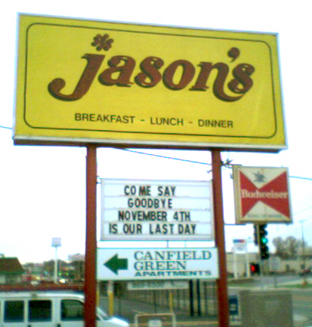 jason's
BREAKFAST - LUNCH - DINNER
COME SAY
GOODBYE
NOVEMBER 4TH
IS OUR LAST DAY
Budweiser
CANFIELD
GREEN
APARTMENTS